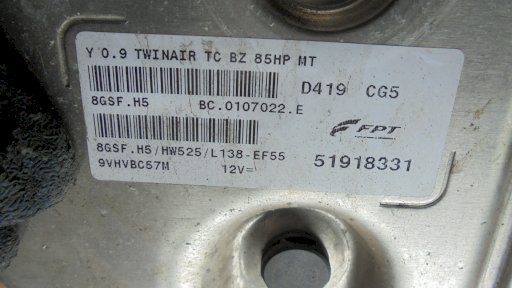 Y 0.9 TWINAIR TC BZ 85HP MT
D419 CG5
8GSF.H5 BC.0107022.E
FPT
8GSF.H5/HW525/L138-EF55
51918331
9VHVBC57M 12V=